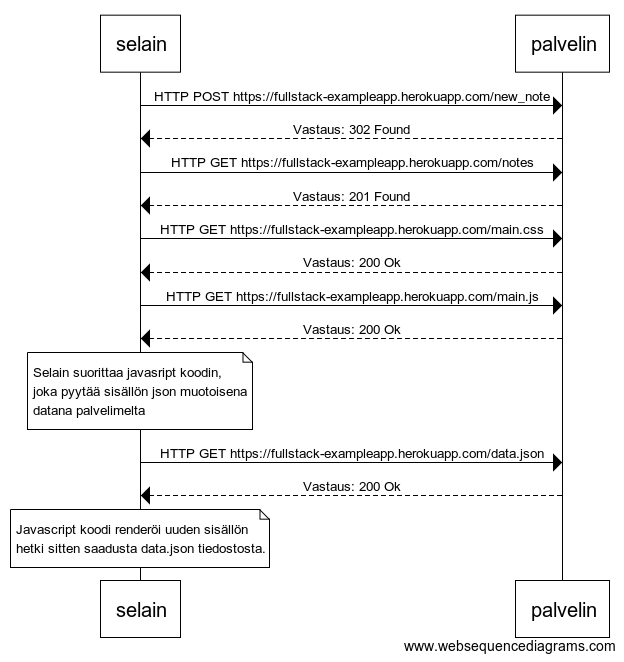 selain
palvelin
HTTP POST https://fullstack-exampleapp.herokuapp.com/new_note
Vastaus: 302 Found
HTTP GET https://fullstack-exampleapp.herokuapp.com/notes
Vastaus: 201 Found
HTTP GET https://fullstack-exampleapp.herokuapp.com/main.css
Vastaus: 200 Ok
HTTP GET https://fullstack-exampleapp.herokuapp.com/main.js
Vastaus: 200 Ok
Selain suorittaa javasript koodin,
joka pyytää sisällön json muotoisena
datana palvelimelta
HTTP GET https://fullstack-exampleapp.herokuapp.com/data.json
Vastaus: 200 Ok
Javascript koodi renderöi uuden sisällön
hetki sitten saadusta data.json tiedostosta.
selain
palvelin
www.websequencediagrams.com